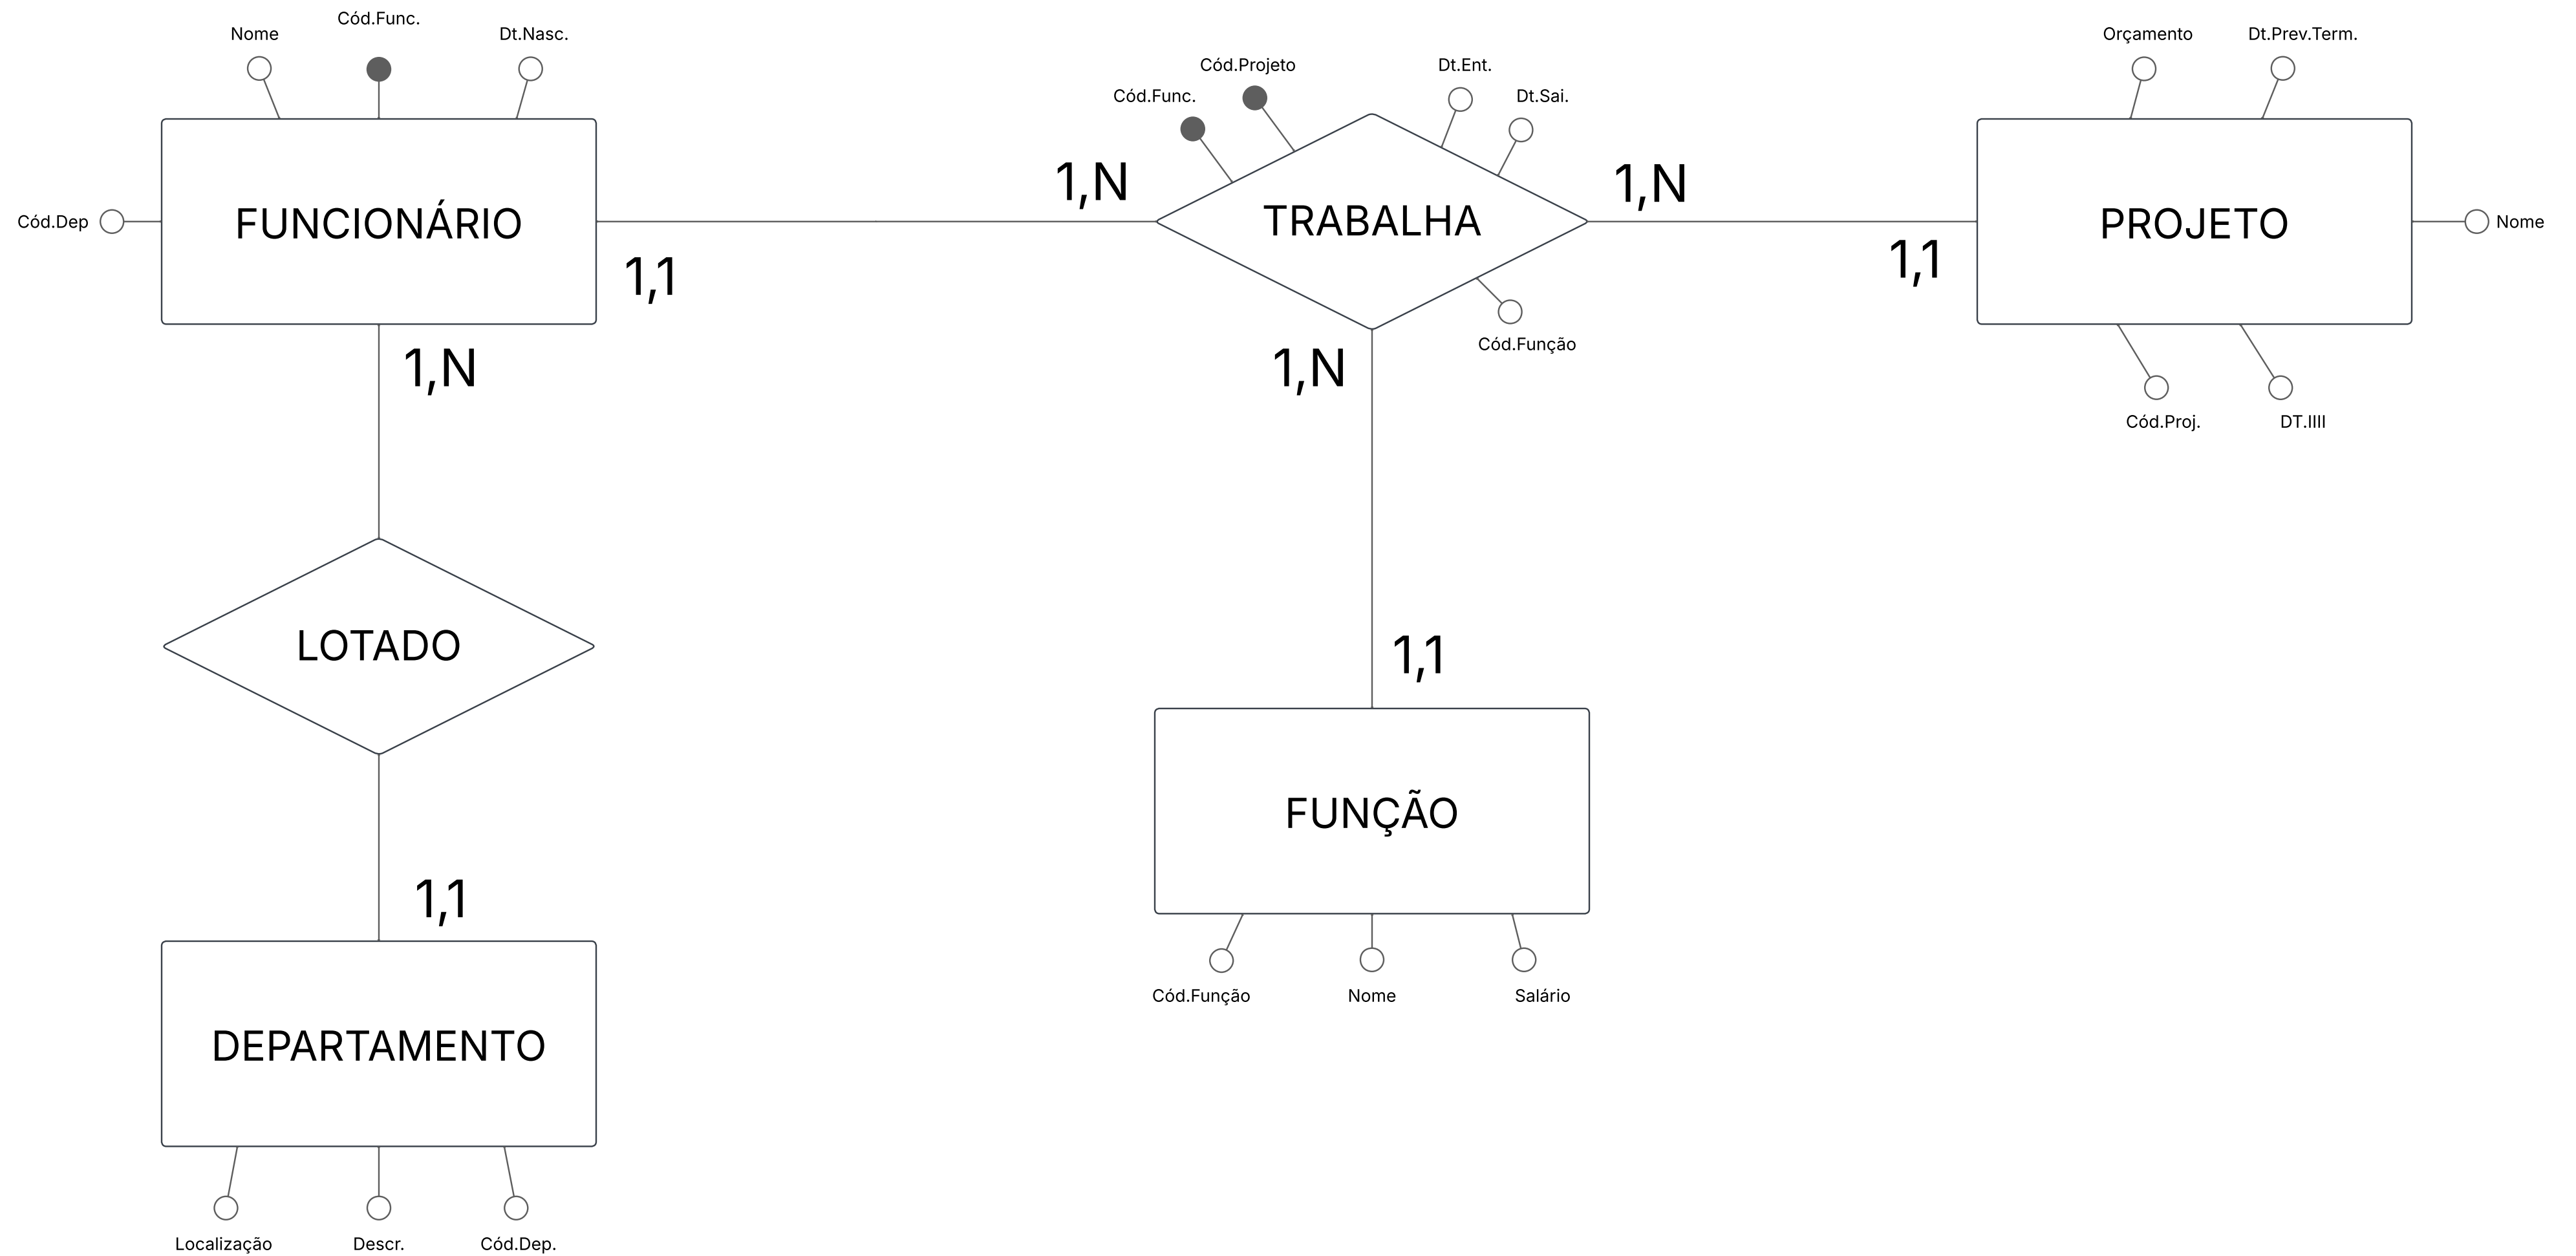 Cód.Func.
Nome
Dt.Nasc.
Cód.Dep
FUNCIONÁRIO
1,1
1,N
LOTADO
1,1
DEPARTAMENTO
Localização
Descr.
Cód.Dep.
Cód.Projeto
Cód.Func.
Dt.Ent.
Dt.Sai.
1,N
TRABALHA
1,N
Cód.Função
1,N
1,1
FUNÇÃO
Cód.Função
Nome
Salário
Orçamento
Dt.Prev.Term.
1,1
PROJETO
Nome
Cód.Proj.
DT.IIII